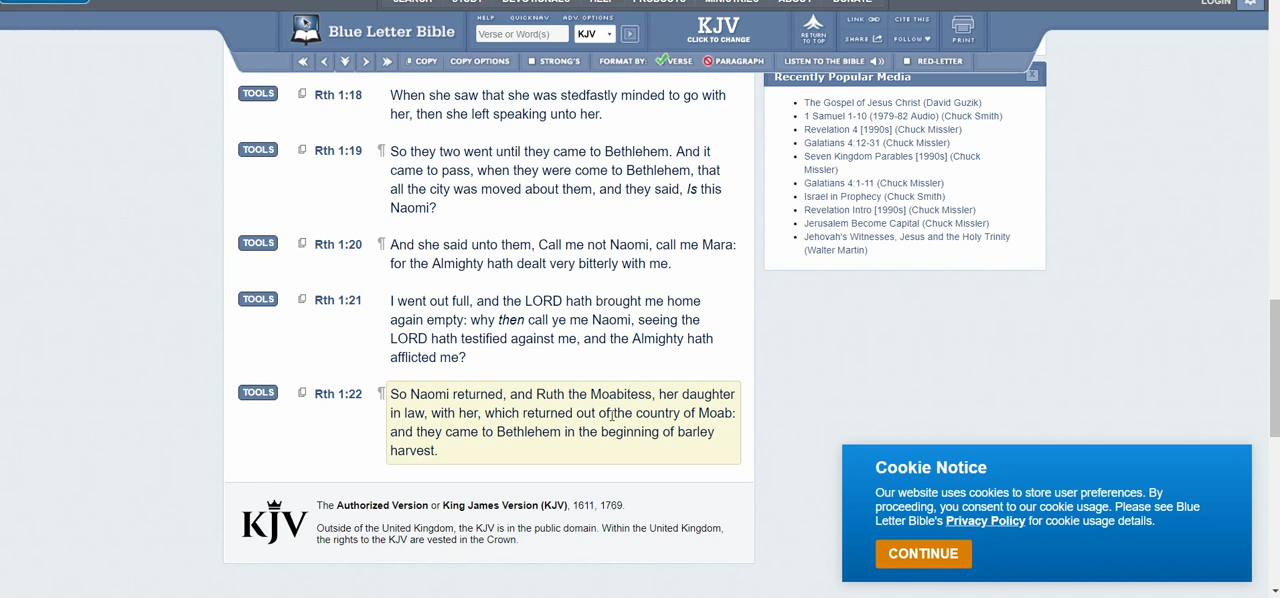 SEARCH STUDY DEVOTIONALS HELP PRODUCTS MINISTRIES ABOUT DONATE
LOGIN
Blue Letter Bible
HELP QUICKNAV ADV. OPTIONS
Verse or Word(s) KJV
KJV
CLICK TO CHANGE
RETURN
TO TOP
LINK CITE THIS
SHARE FOLLOW
PRINT
COPY COPY OPTIONS STRONG'S FORMAT BY: VERSE PARAGRAPH LISTEN TO THE BIBLE RED-LETTER
TOOLS Rth 1:18 When she saw that she was stedfastly minded to go with
her, then she left speaking unto her.
TOOLS Rth 1:19 ¶ So they two went until they came to Bethlehem. And it
came to pass, when they were come to Bethlehem, that
all the city was moved about them, and they said, Is this
Naomi?
TOOLS Rth 1:20 ¶ And she said unto them, Call me not Naomi, call me Mara:
for the Almighty hath dealt very bitterly with me.
TOOLS Rth 1:21 I went out full, and the LORD hath brought me home
again empty: why then call ye me Naomi, seeing the
LORD hath testified against me, and the Almighty hath
afflicted me?
TOOLS Rth 1:22 ¶ So Naomi returned, and Ruth the Moabitess, her daughter
in law, with her, which returned out of the country of Moab:
and they came to Bethlehem in the beginning of barley
harvest.
KJV
The Authorized Version or King James Version (KJV), 1611, 1769.
Outside of the United Kingdom, the KJV is in the public domain. Within the United Kingdom,
the rights to the KJV are vested in the Crown.
Recently Popular Media x
• The Gospel of Jesus Christ (David Guzik)
• 1 Samuel 1-10 (1979-82 Audio) (Chuck Smith)
• Revelation 4 [1990s] (Chuck Missler)
• Galatians 4:12-31 (Chuck Missler)
• Seven Kingdom Parables [1990s] (Chuck
Missler)
• Galatians 4:1-11 (Chuck Missler)
• Israel in Prophecy (Chuck Smith)
• Revelation Intro [1990s] (Chuck Missler)
• Jerusalem Become Capital (Chuck Missler)
• Jehovah's Witnesses, Jesus and the Holy Trinity
(Walter Martin)
Cookie Notice
Our website uses cookies to store user preferences. By
proceeding, you consent to our cookie usage. Please see Blue
Letter Bible's Privacy Policy for cookie usage details.
CONTINUE